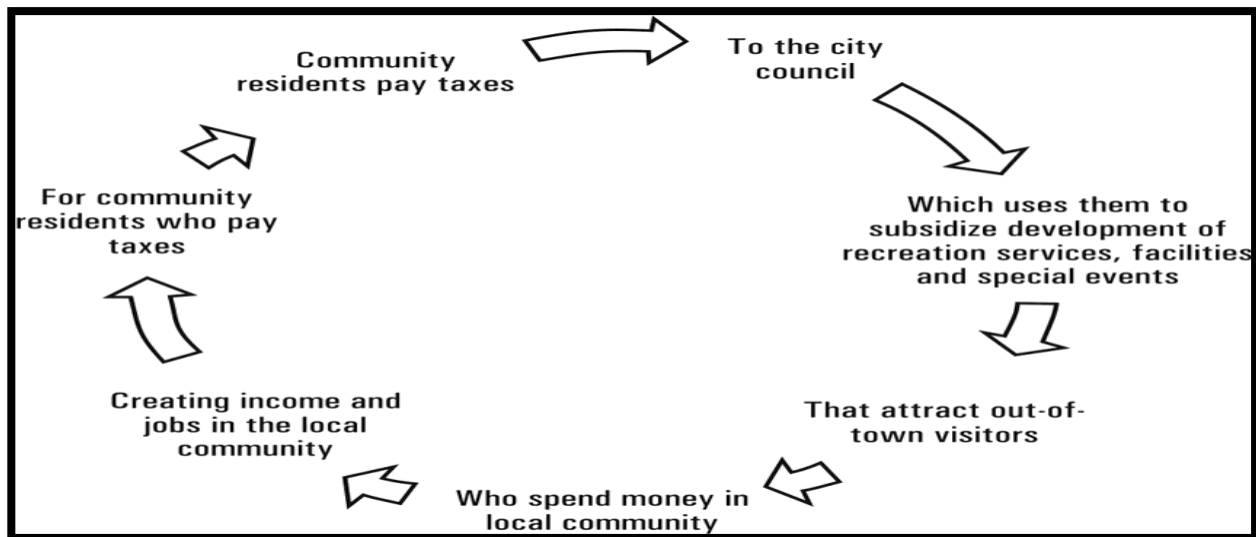 Community
residents pay taxes
To the city
council
Which uses them to
subsidize development of
recreation services, facilities
and special events
That attract out-of-
town visitors
Who spend money in
local community
Creating income and
jobs in the local
community
For community
residents who pay
taxes